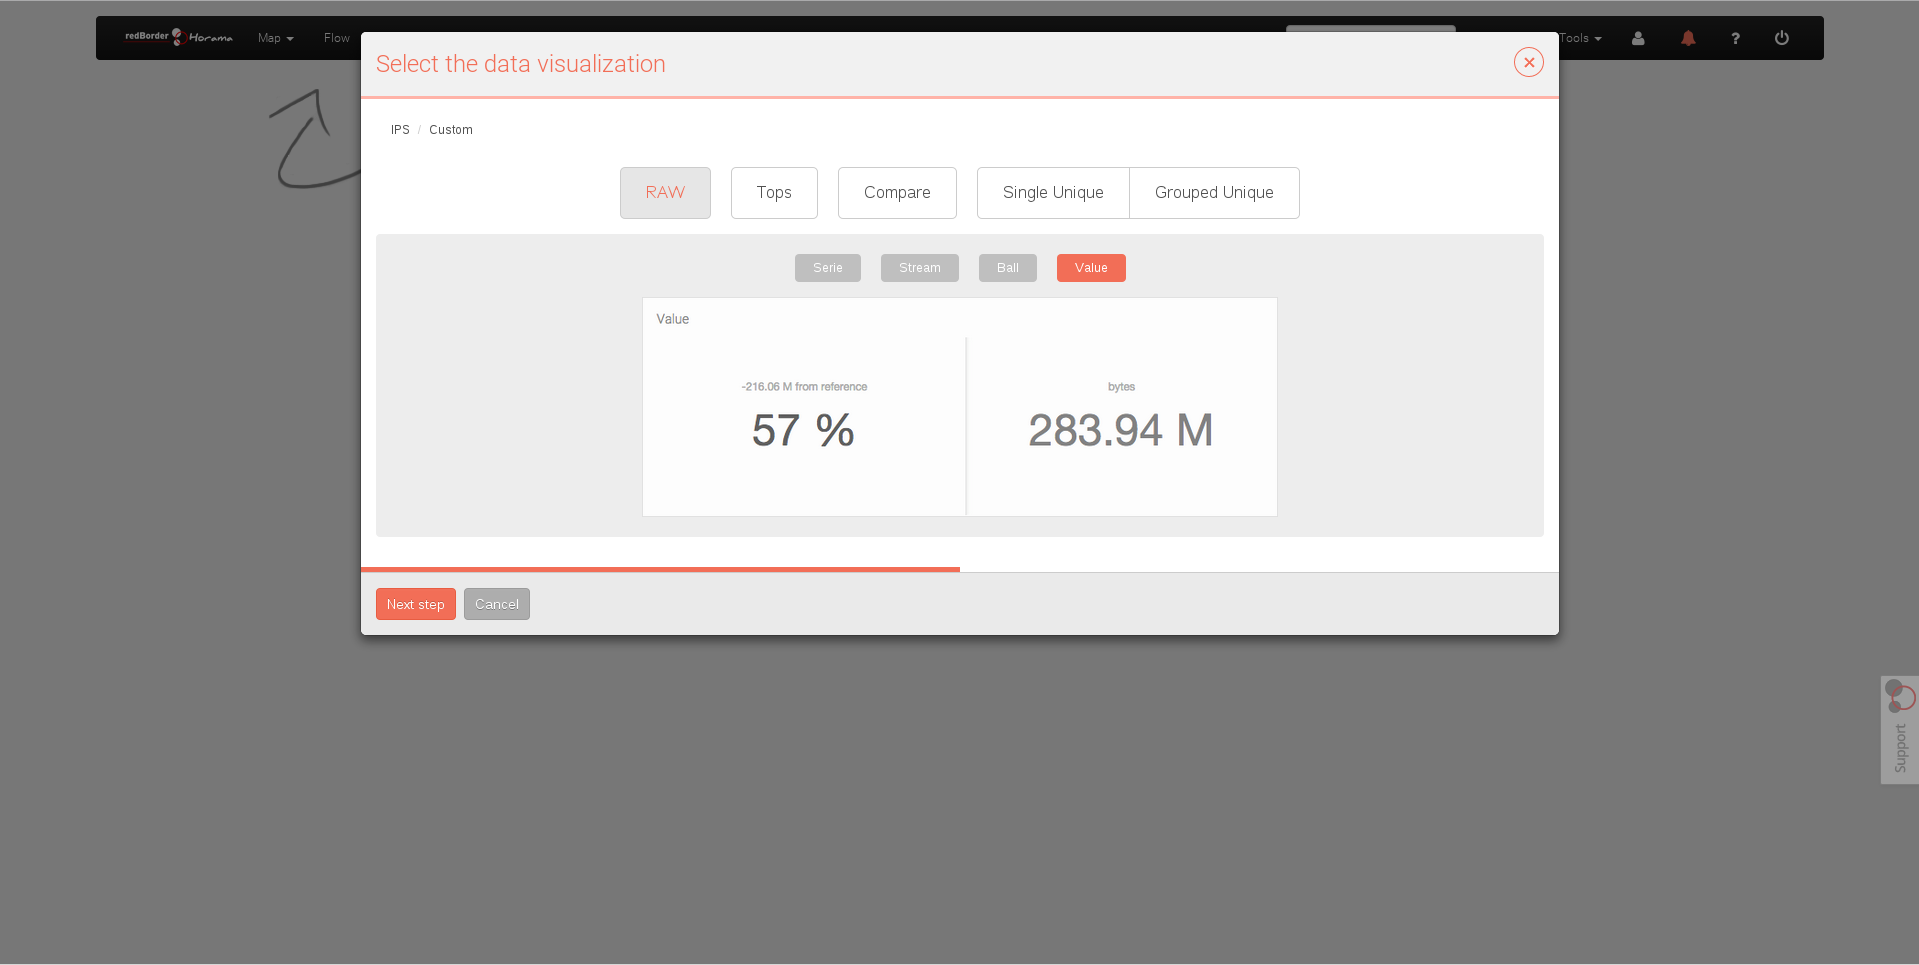 redBorder Horama Map Flow Tools ?
Select the data visualization
IPS / Custom
RAW Tops Compare Single Unique Grouped Unique
Serie Stream Ball Value
Value
-216.06 M from reference bytes
57 % 283.94 M
Next step Cancel
Support